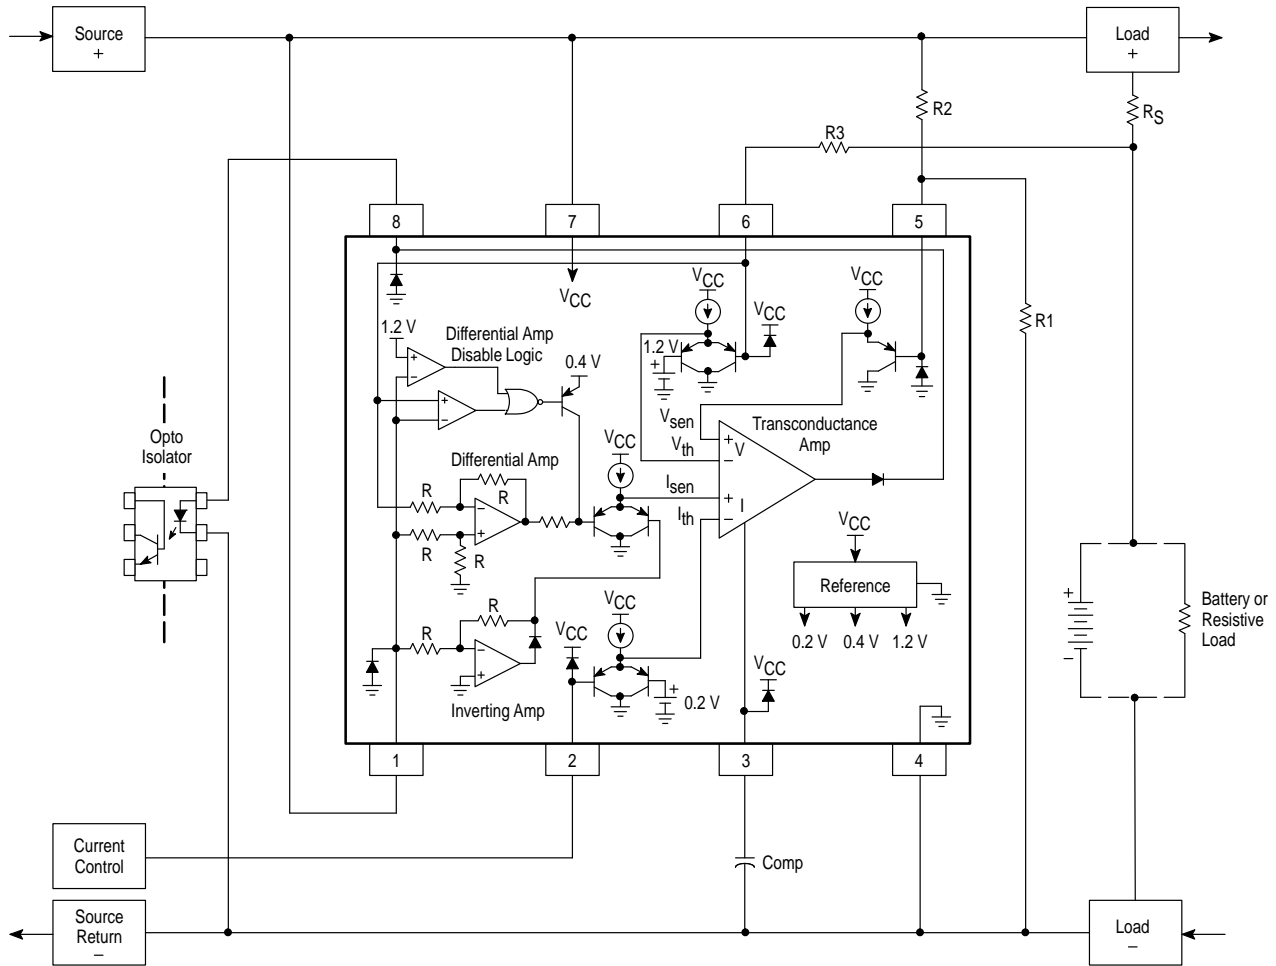 Source
+
Load
+
R2
RS
R3
8
7
6
5
VCC
VCC
VCC
VCC
1.2 V
Differential Amp
Disable Logic
0.4 V
1.2 V
+
R1
+
−
+
−
Opto
Isolator
Vsen
Vth
Transconductance
Amp
VCC
+
V
−
Differential Amp
Isen
+
I
Ith
−
R
R
−
+
R
R
VCC
Reference
0.2 V
0.4 V
1.2 V
+
−
Battery or
Resistive
Load
R
R
−
+
VCC
VCC
+
0.2 V
VCC
Inverting Amp
1
2
3
4
Current
Control
Comp
Source
Return
−
Load
−